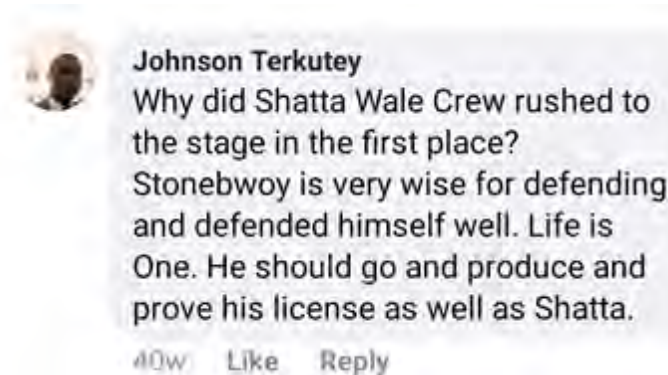 Johnson Terkutey
Why did Shatta Wale Crew rushed to
the stage in the first place?
Stonebwoy is very wise for defending
and defended himself well. Life is
One. He should go and produce and
prove his license as well as Shatta.
40w Like Reply